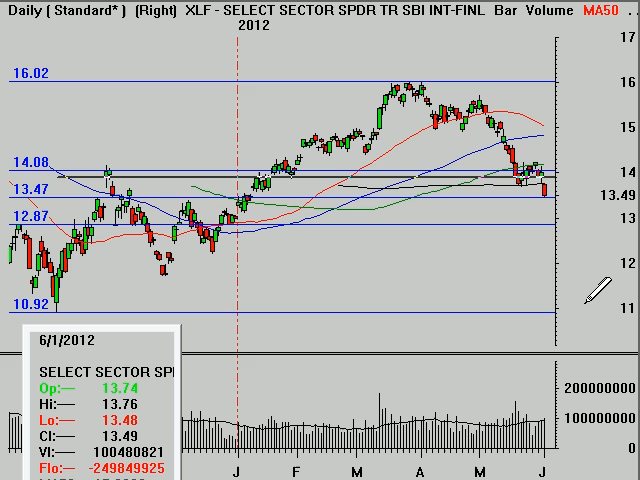 Daily ( Standard* ) (Right) XLF - SELECT SECTOR SPDR TR SBI INT-FINL Bar Volume MA50 ..
2012
17
16.02
16
15
14.08
14
13.47
13.49
12.87
13
12
10.92
11
6/1/2012
SELECT SECTOR SPI
Op:— 13.74
Hi:— 13.76
Lo:— 13.48
Cl:— 13.49
Vl:— 100480821
Flo:— -249849925
200000000
100000000
0
J F M A M J